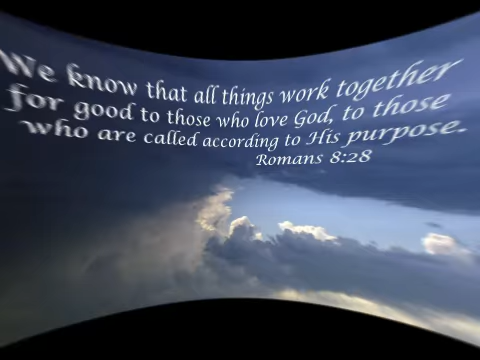 We know that all things work together
for good to those who love God, to those
who are called according to His purpose.
Romans 8:28